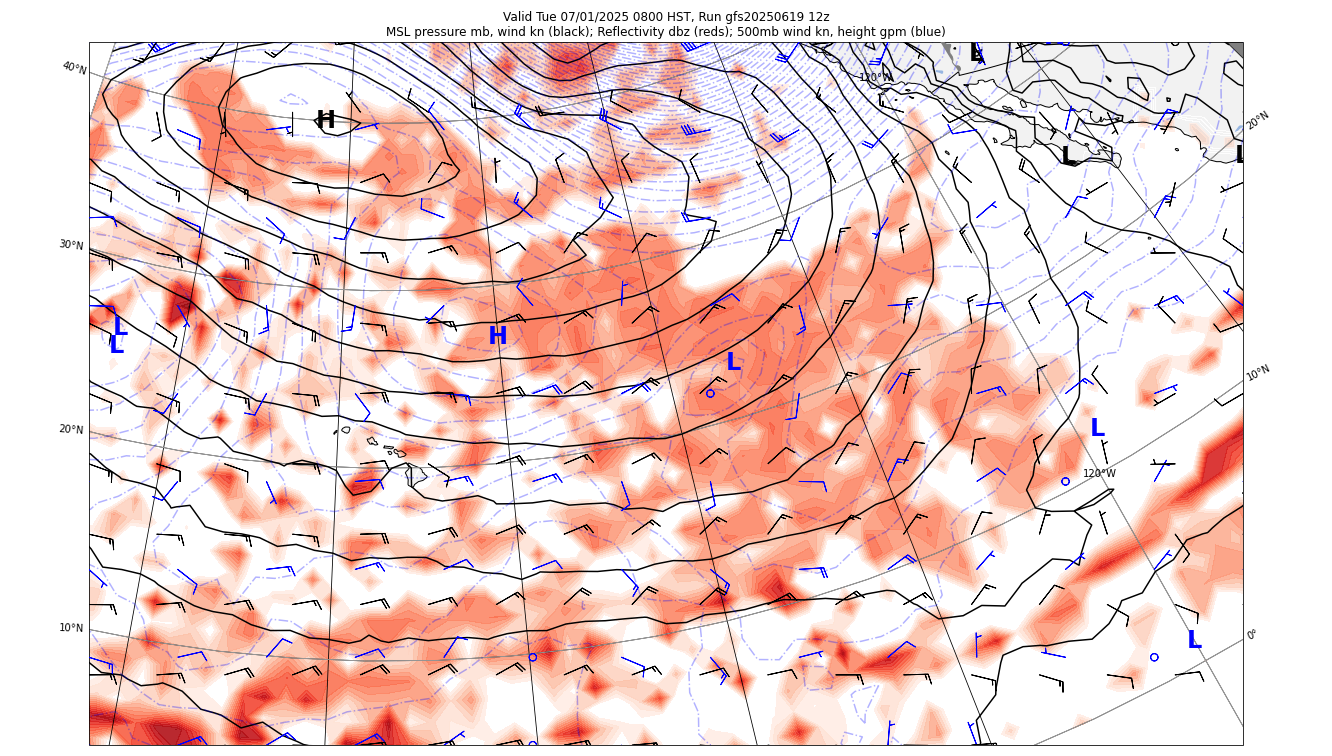 Valid Tue 07/01/2025 0800 HST, Run gfs20250619 12z
MSL pressure mb, wind kn (black); Reflectivity dbz (reds); 500mb wind kn, height gpm (blue)
L
40°N
120°W
H
20°N
L
L
30°N
L
H
L
L
10°N
20°N
L
120°W
10°N
0°
L